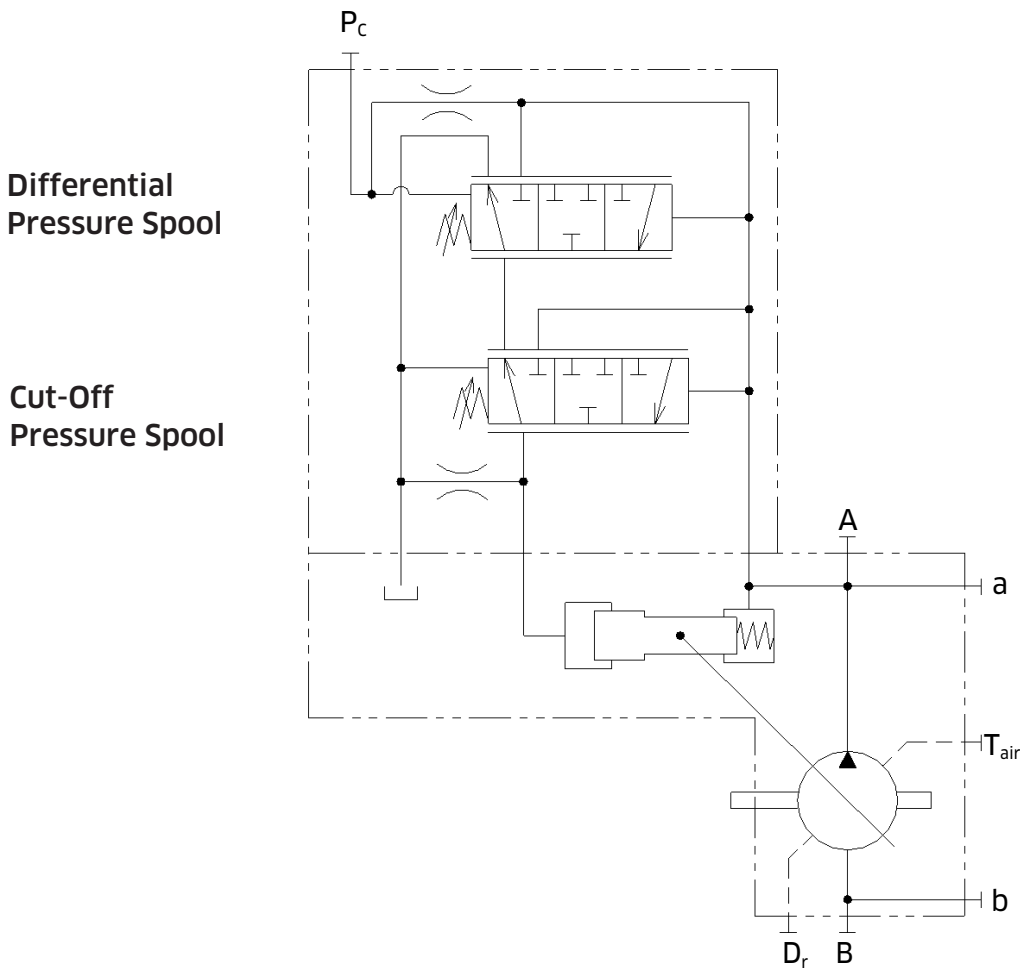 PC
Differential
Pressure Spool
Cut-Off
Pressure Spool
A
a
Tair
b
Dr
B